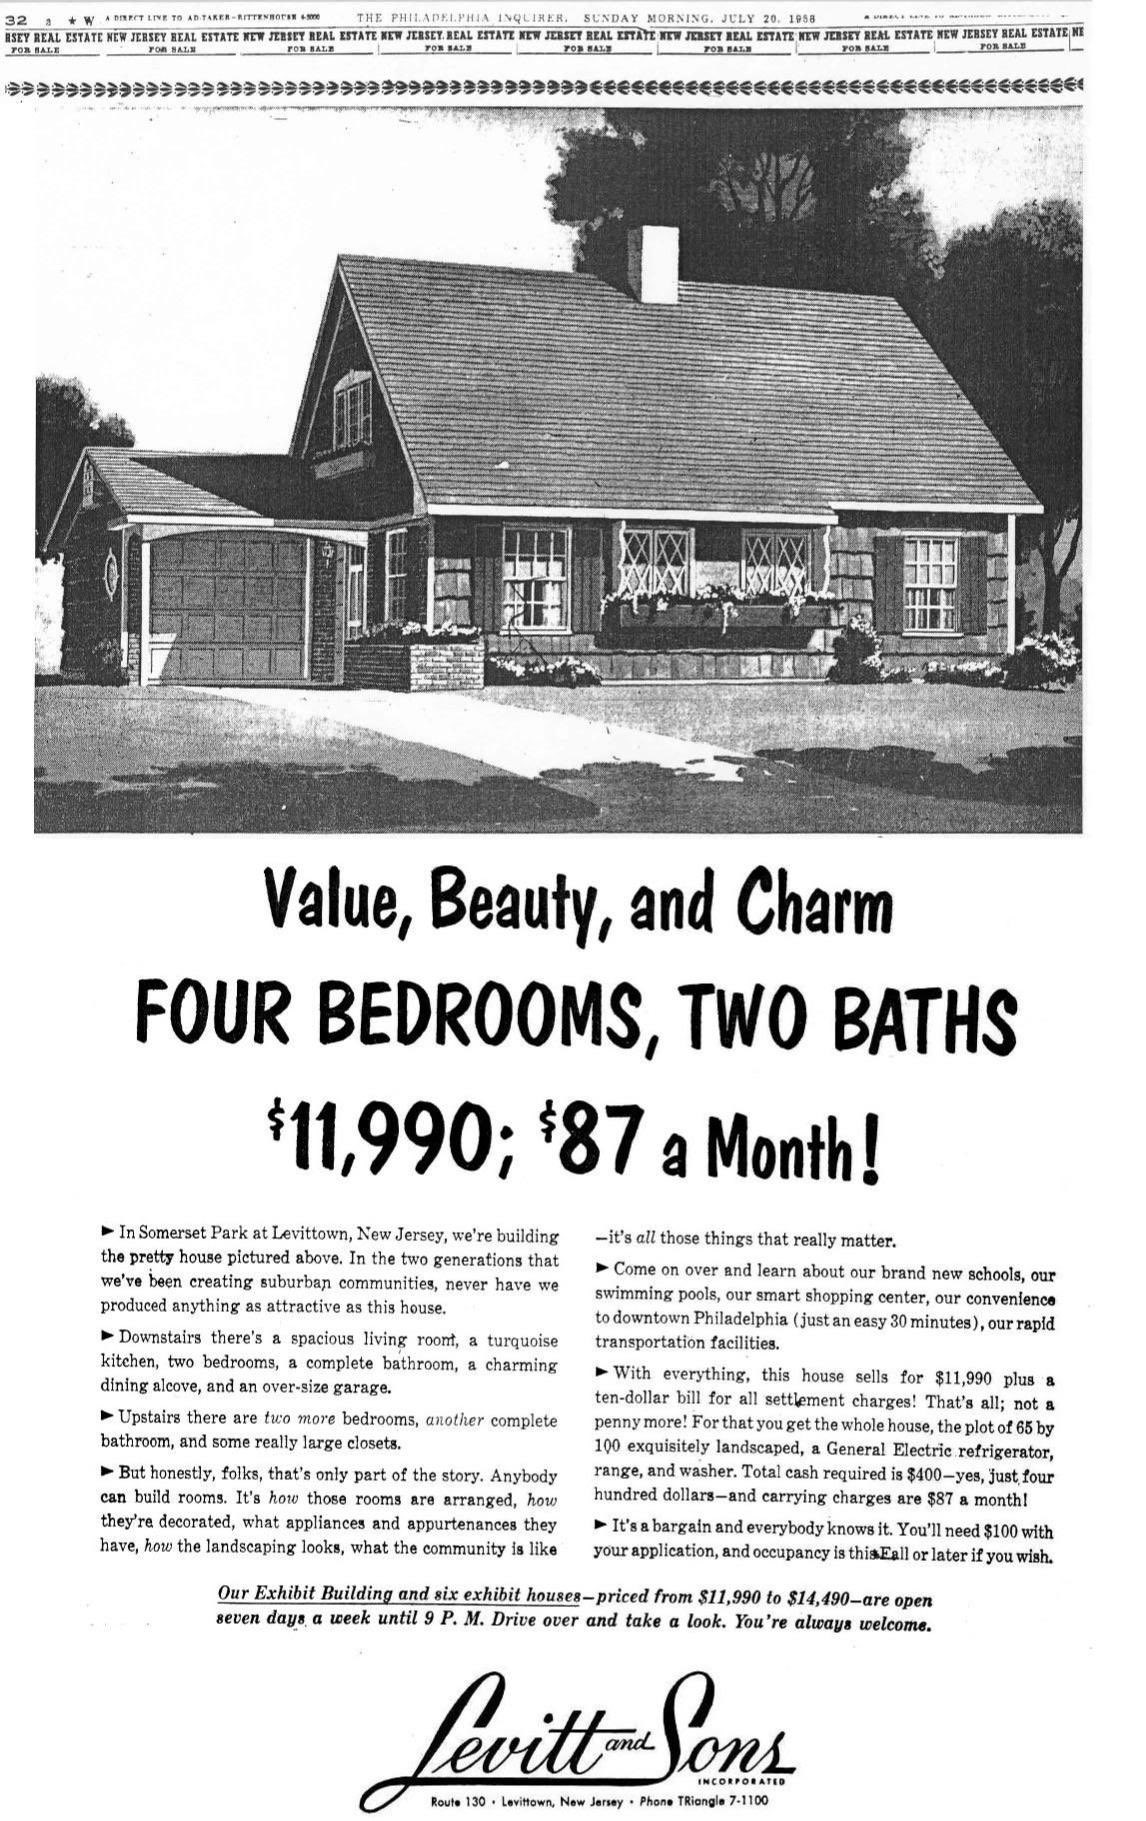 32 a ★ W A DIRECT LINE TO AD-TAKER—RITTENHOUSE 6-5000 THE PHILADELPHIA INQUIRER, SUNDAY MORNING, JULY 20, 1958
RSEY REAL ESTATE NEW JERSEY REAL ESTATE NEW JERSEY REAL ESTATE NEW JERSEY REAL ESTATE NEW JERSEY REAL ESTATE NEW JERSEY REAL ESTATE NEW JERSEY REAL ESTATE NEW JERSEY REAL ESTATE NE
FOR SALE FOR SALE FOR SALE FOR SALE FOR SALE FOR SALE FOR SALE FOR SALE
Value, Beauty, and Charm
FOUR BEDROOMS, TWO BATHS
$11,990; $87 a Month!
► In Somerset Park at Levittown, New Jersey, we're building
the pretty house pictured above. In the two generations that
we've been creating suburban communities, never have we
produced anything as attractive as this house.
► Downstairs there's a spacious living room, a turquoise
kitchen, two bedrooms, a complete bathroom, a charming
dining alcove, and an over-size garage.
► Upstairs there are two more bedrooms, another complete
bathroom, and some really large closets.
► But honestly, folks, that's only part of the story. Anybody
can build rooms. It's how those rooms are arranged, how
they're decorated, what appliances and appurtenances they
have, how the landscaping looks, what the community is like
—it's all those things that really matter.
► Come on over and learn about our brand new schools, our
swimming pools, our smart shopping center, our convenience
to downtown Philadelphia (just an easy 30 minutes), our rapid
transportation facilities.
► With everything, this house sells for $11,990 plus a
ten-dollar bill for all settlement charges! That's all; not a
penny more! For that you get the whole house, the plot of 65 by
100 exquisitely landscaped, a General Electric refrigerator,
range, and washer. Total cash required is $400—yes, just four
hundred dollars—and carrying charges are $87 a month!
► It's a bargain and everybody knows it. You'll need $100 with
your application, and occupancy is this Fall or later if you wish.
Our Exhibit Building and six exhibit houses—priced from $11,990 to $14,490—are open
seven days a week until 9 P. M. Drive over and take a look. You're always welcome.
Levitt and Sons
INCORPORATED
Route 130 • Levittown, New Jersey • Phone TRiangle 7-1100